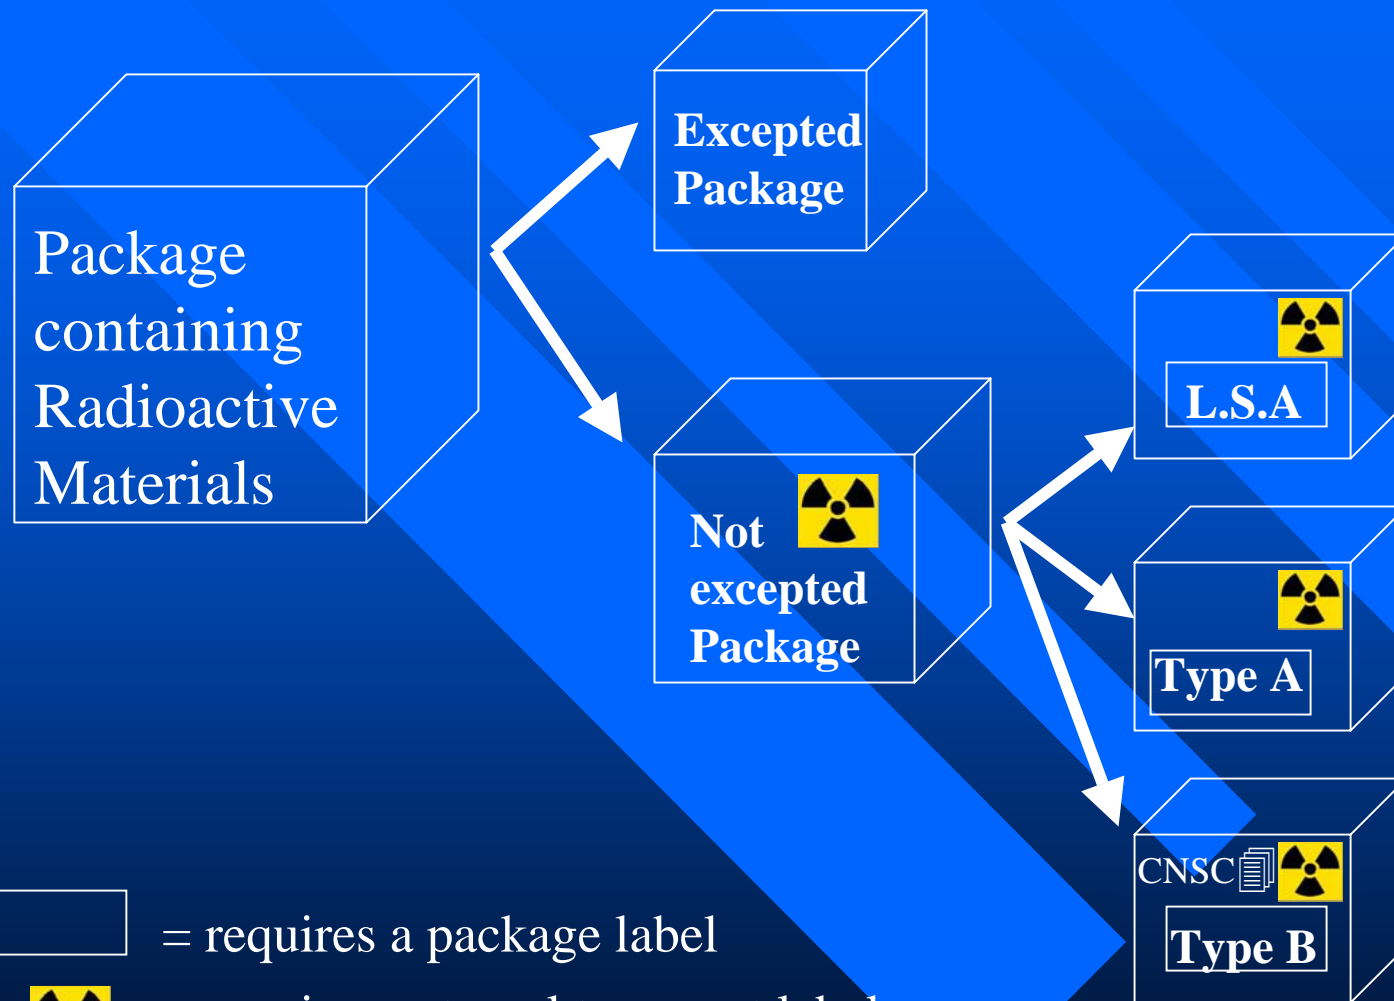 Package
containing
Radioactive
Materials
Excepted
Package
Not
excepted
Package
L.S.A
Type A
CNSC
Type B
= requires a package label